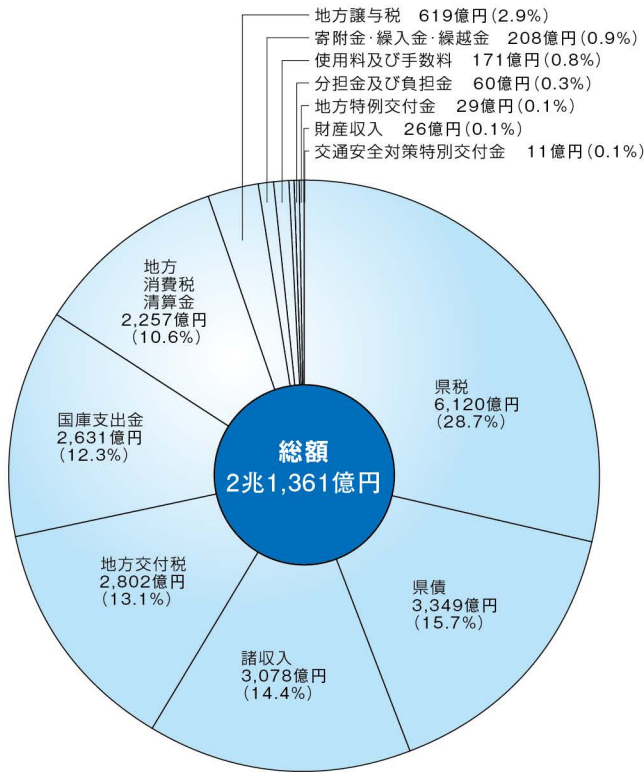 地方譲与税 619億円(2.9%)
寄附金・繰入金・繰越金 208億円(0.9%)
使用料及び手数料 171億円(0.8%)
分担金及び負担金 60億円(0.3%)
地方特例交付金 29億円(0.1%)
財産収入 26億円(0.1%)
交通安全対策特別交付金 11億円(0.1%)
県税
6,120億円
(28.7%)
県債
3,349億円
(15.7%)
諸収入
3,078億円
(14.4%)
地方交付税
2,802億円
(13.1%)
国庫支出金
2,631億円
(12.3%)
地方
消費税
清算金
2,257億円
(10.6%)
総額
2兆1,361億円